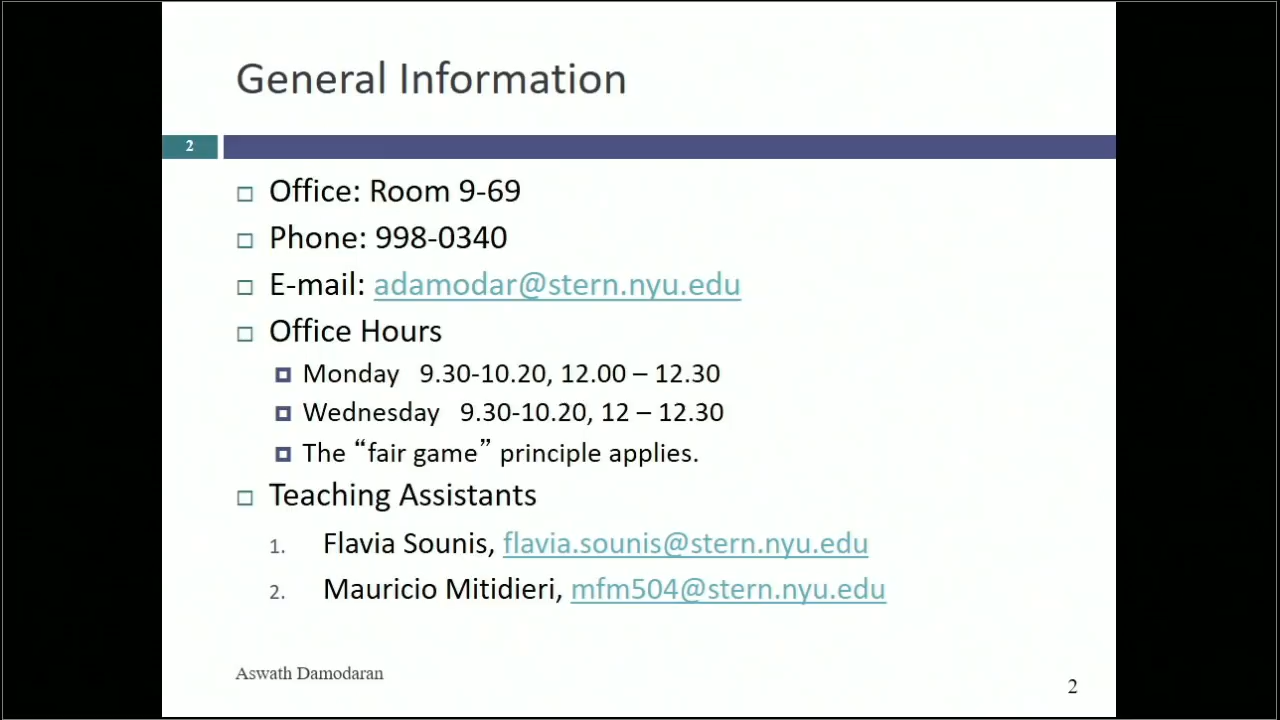 General Information
2
Office: Room 9-69
Phone: 998-0340
E-mail: adamodar@stern.nyu.edu
Office Hours
Monday 9.30-10.20, 12.00 – 12.30
Wednesday 9.30-10.20, 12 – 12.30
The “fair game” principle applies.
Teaching Assistants
1. Flavia Sounis, flavia.sounis@stern.nyu.edu
2. Mauricio Mitidieri, mfm504@stern.nyu.edu
Aswath Damodaran
2